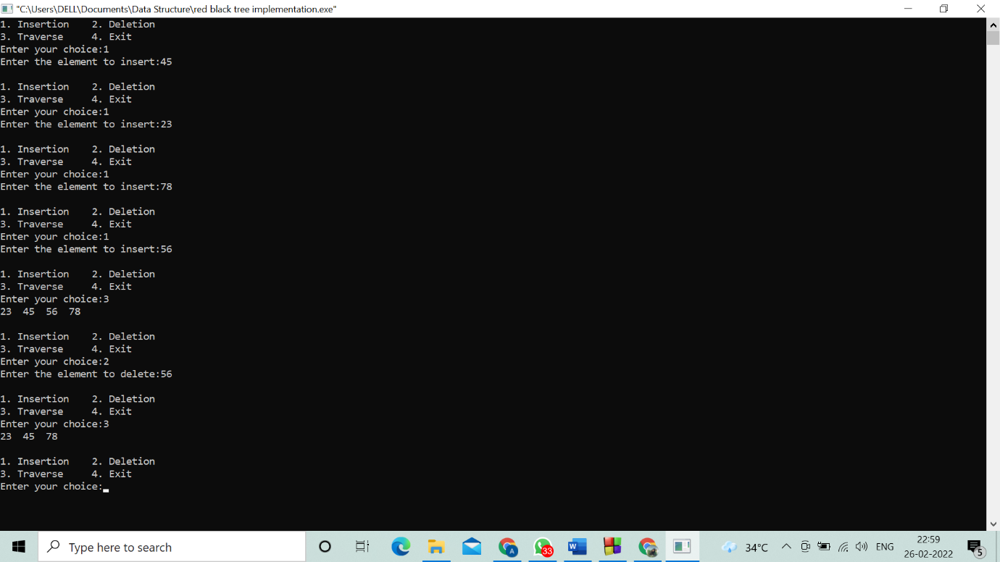 "C:\Users\DELL\Documents\Data Structure\red black tree implementation.exe"
1. Insertion    2. Deletion
3. Traverse     4. Exit
Enter your choice:1
Enter the element to insert:45
1. Insertion    2. Deletion
3. Traverse     4. Exit
Enter your choice:1
Enter the element to insert:23
1. Insertion    2. Deletion
3. Traverse     4. Exit
Enter your choice:1
Enter the element to insert:78
1. Insertion    2. Deletion
3. Traverse     4. Exit
Enter your choice:1
Enter the element to insert:56
1. Insertion    2. Deletion
3. Traverse     4. Exit
Enter your choice:3
23  45  56  78
1. Insertion    2. Deletion
3. Traverse     4. Exit
Enter your choice:2
Enter the element to delete:56
1. Insertion    2. Deletion
3. Traverse     4. Exit
Enter your choice:3
23  45  78
1. Insertion    2. Deletion
3. Traverse     4. Exit
Enter your choice:
Type here to search
A
33
W
34°C
ENG
22:59
26-02-2022
5